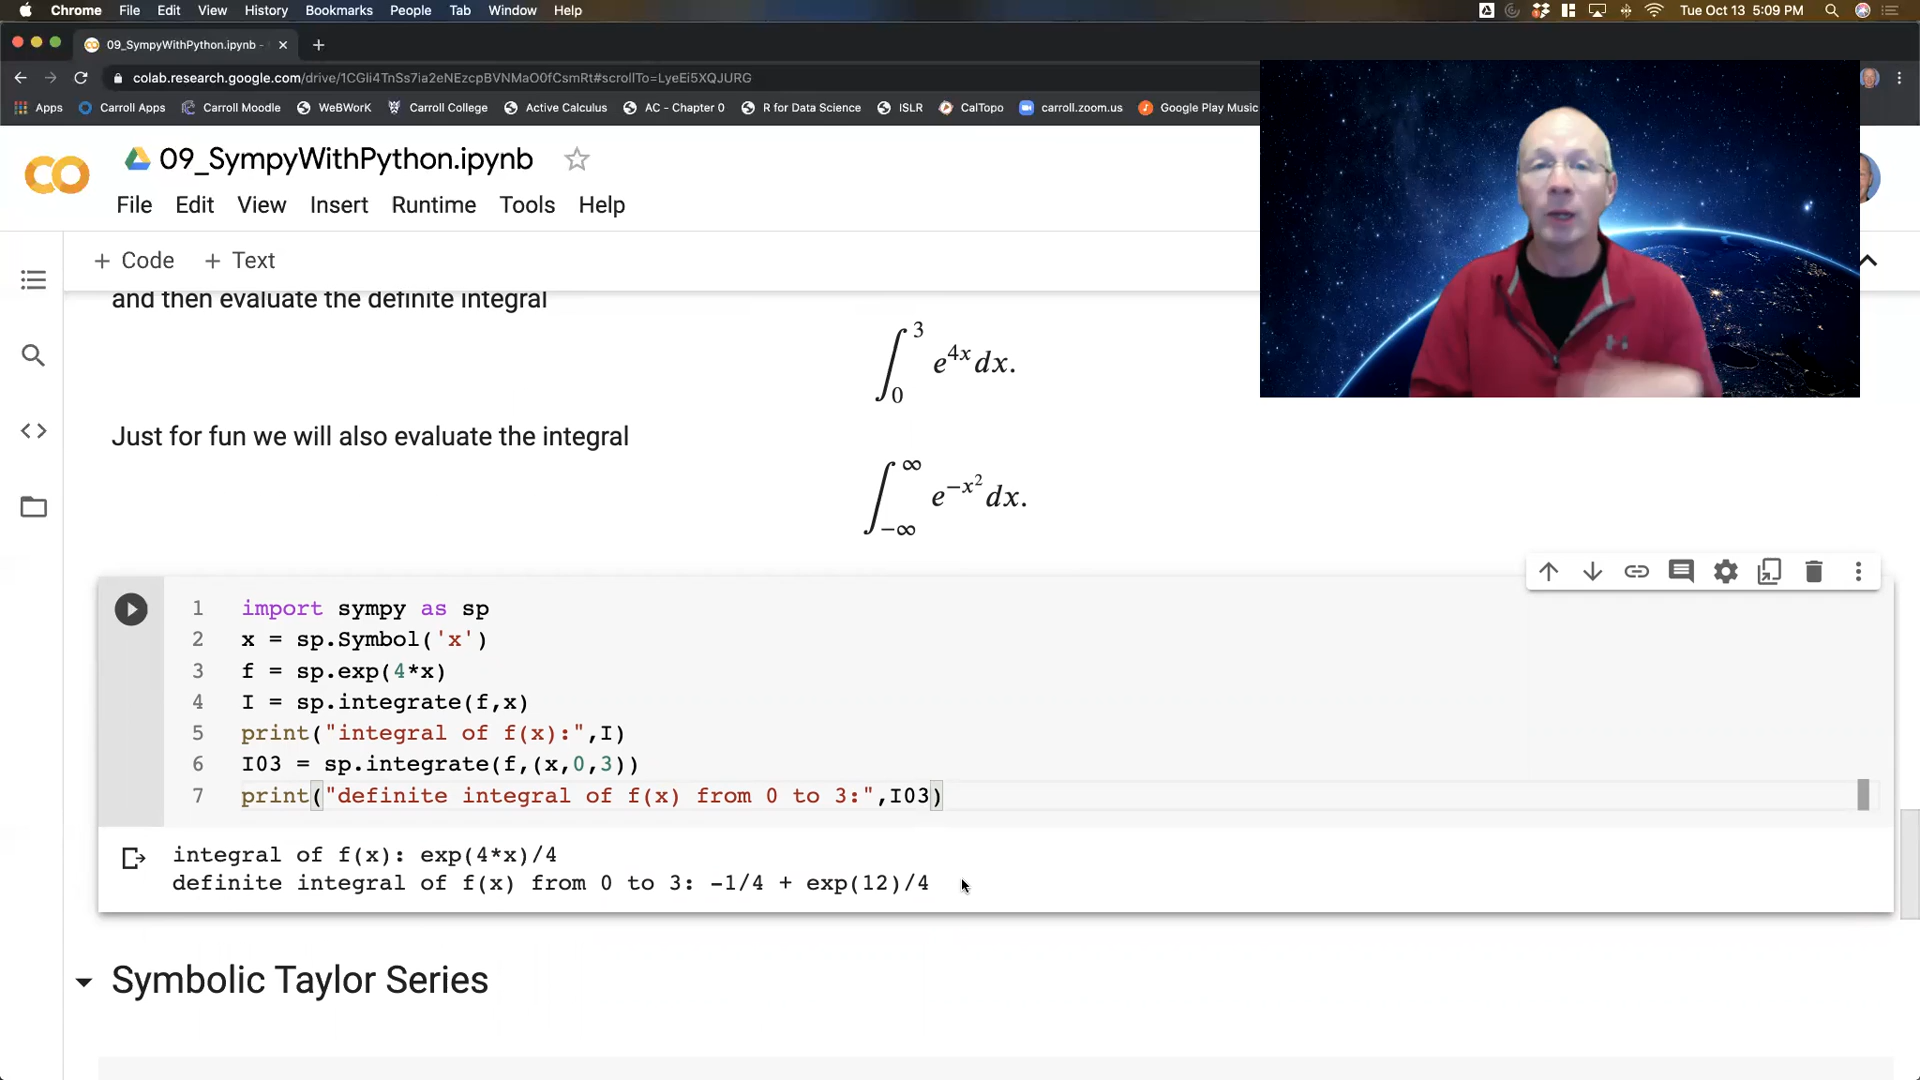 Chrome File Edit View History Bookmarks People Tab Window Help Tue Oct 13 5:09 PM
09_SympyWithPython.ipynb -
colab.research.google.com/drive/1CGli4TnSs7ia2eNEzcpBVNMaO0fCsmRt#scrollTo=LyeEi5XQJURG
Apps Carroll Apps Carroll Moodle WeBWorK Carroll College Active Calculus AC - Chapter 0 R for Data Science ISLR CalTopo carroll.zoom.us Google Play Music
CO 09_SympyWithPython.ipynb
File Edit View Insert Runtime Tools Help
+ Code + Text
and then evaluate the definite integral
∫₀³ e⁴ˣ dx.
Just for fun we will also evaluate the integral
∫_{-∞}^{∞} e^{-x²} dx.
1 import sympy as sp
2 x = sp.Symbol('x')
3 f = sp.exp(4*x)
4 I = sp.integrate(f,x)
5 print("integral of f(x):",I)
6 I03 = sp.integrate(f,(x,0,3))
7 print("definite integral of f(x) from 0 to 3:",I03)
integral of f(x): exp(4*x)/4
definite integral of f(x) from 0 to 3: -1/4 + exp(12)/4
Symbolic Taylor Series